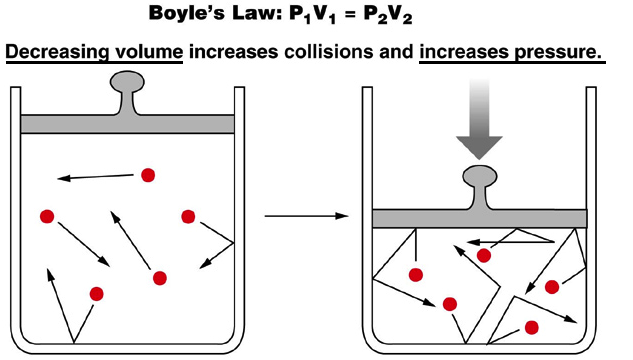 Boyle's Law: P₁V₁ = P₂V₂
Decreasing volume increases collisions and increases pressure.